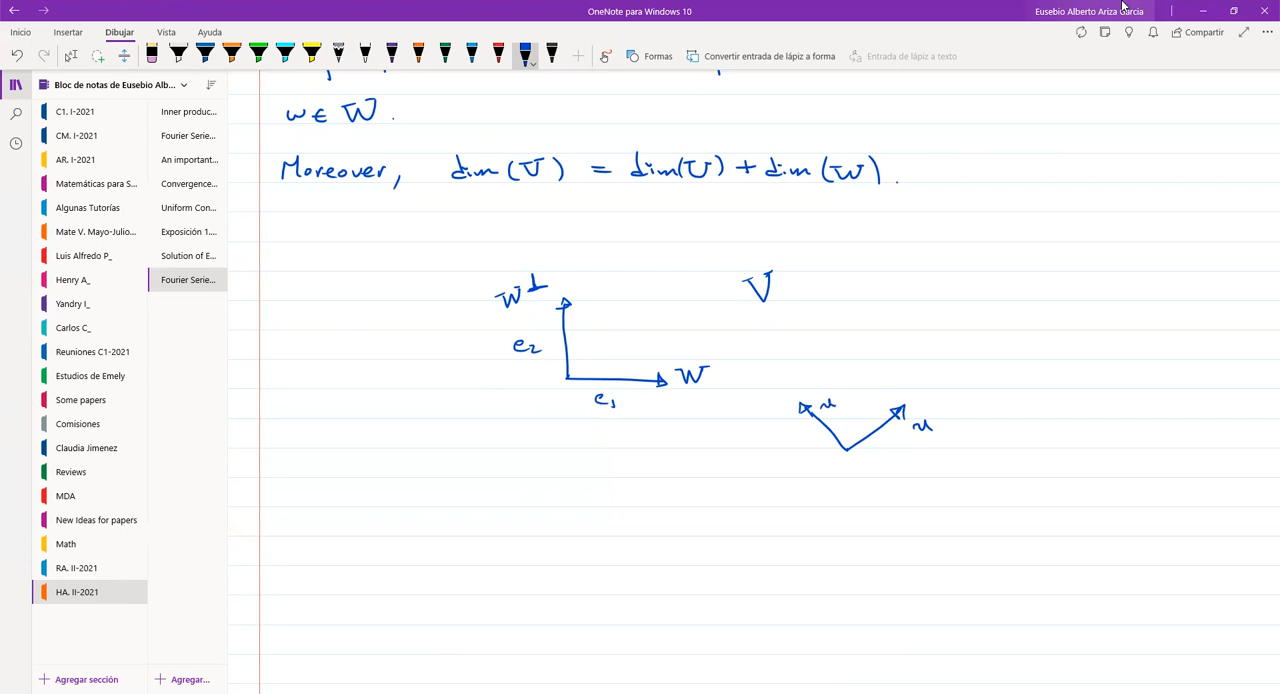 OneNote para Windows 10
Eusebio Alberto Ariza Garcia
Inicio Insertar Dibujar Vista Ayuda
Compartir
Formas Convertir entrada de lápiz a forma Entrada de lápiz a texto
Bloc de notas de Eusebio Alb...
C1. I-2021
CM. I-2021
AR. I-2021
Matemáticas para S...
Algunas Tutorías
Mate V. Mayo-Julio...
Luis Alfredo P_
Henry A_
Yandry I_
Carlos C_
Reuniones C1-2021
Estudios de Emely
Some papers
Comisiones
Claudia Jimenez
Reviews
MDA
New Ideas for papers
Math
RA. II-2021
HA. II-2021
Agregar sección
Inner produc...
Fourier Serie...
An important...
Convergence...
Uniform Con...
Exposición 1....
Solution of E...
Fourier Serie...
Agregar...
w ∈ W.
Moreover, dim(V) = dim(U) + dim(W).
W⊥
V
e2
W
e1